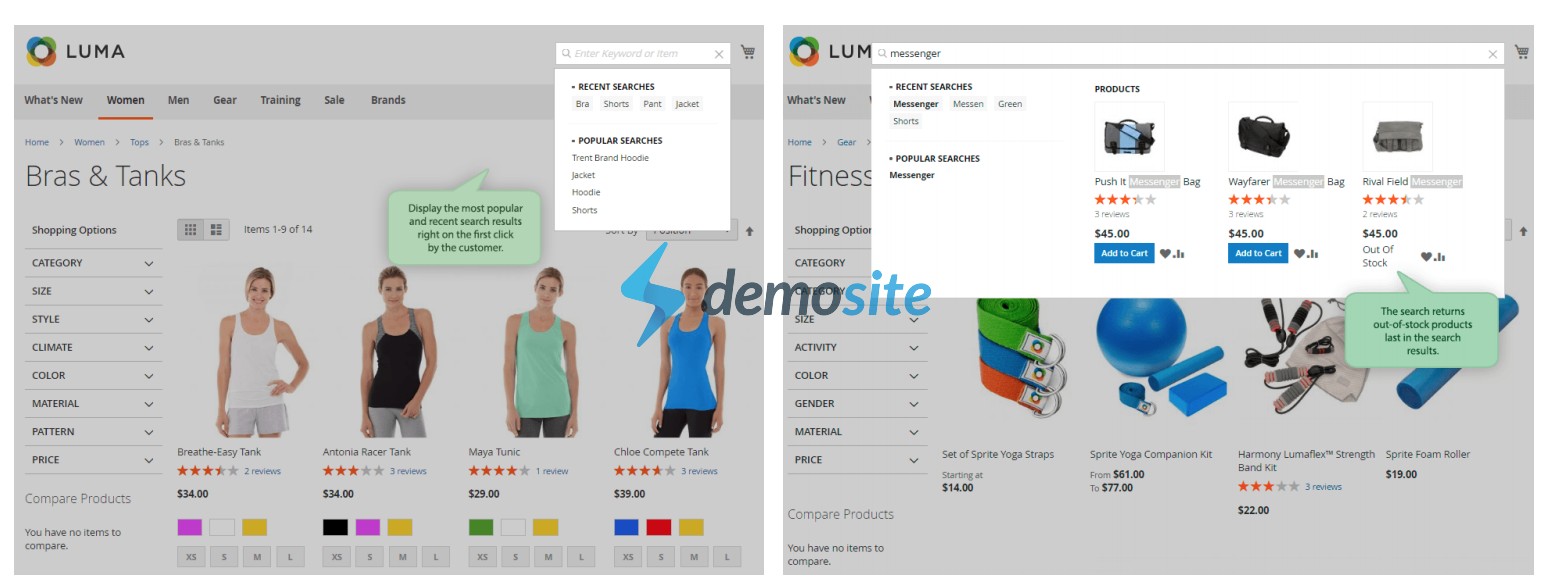 LUMA
Enter Keyword or Item
What's New Women Men Gear Training Sale Brands
RECENT SEARCHES
Bra Shorts Pant Jacket
POPULAR SEARCHES
Trent Brand Hoodie
Jacket
Hoodie
Shorts
Home > Women > Tops > Bras & Tanks
Bras & Tanks
Display the most popular
and recent search results
right on the first click
by the customer.
Shopping Options
Items 1-9 of 14
Sort By Position
CATEGORY
SIZE
STYLE
CLIMATE
COLOR
MATERIAL
PATTERN
PRICE
Compare Products
You have no items to
compare.
Breathe-Easy Tank
2 reviews
$34.00
XS S M L
Antonia Racer Tank
3 reviews
$34.00
XS S M L
Maya Tunic
1 review
$29.00
XS S M L
Chloe Compete Tank
3 reviews
$39.00
XS S M L
demosite
LUM
messenger
What's New
RECENT SEARCHES
Messenger Messen Green
Shorts
POPULAR SEARCHES
Messenger
PRODUCTS
Push It Messenger Bag
3 reviews
$45.00
Add to Cart
Wayfarer Messenger Bag
3 reviews
$45.00
Add to Cart
Rival Field Messenger
2 reviews
$45.00
Out Of
Stock
The search returns
out-of-stock products
last in the search
results.
Home > Gear >
Fitness
Shopping Option
CATEGORY
CATEGORY
SIZE
ACTIVITY
COLOR
GENDER
MATERIAL
PRICE
Compare Products
You have no items to
compare.
Set of Sprite Yoga Straps
Starting at
$14.00
Sprite Yoga Companion Kit
From $61.00
To $77.00
Harmony Lumaflex™ Strength
Band Kit
3 reviews
$22.00
Sprite Foam Roller
$19.00